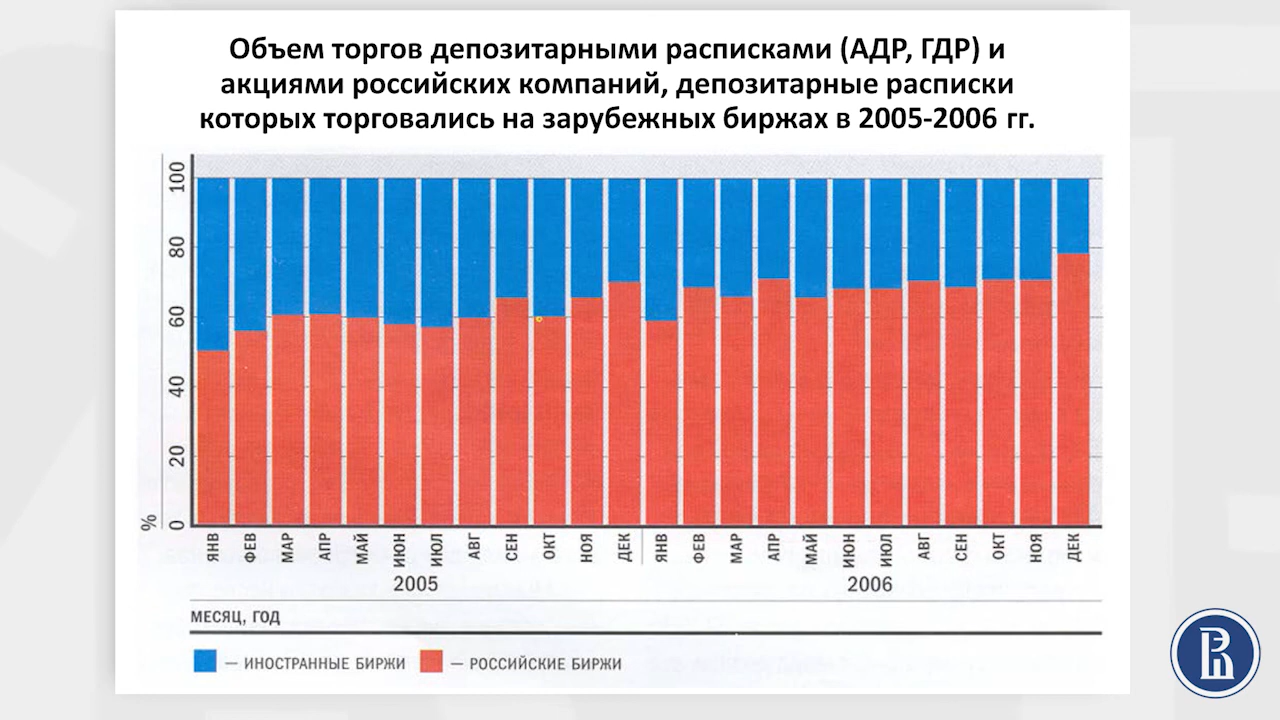 Объем торгов депозитарными расписками (АДР, ГДР) и
акциями российских компаний, депозитарные расписки
которых торговались на зарубежных биржах в 2005-2006 гг.
100
80
60
40
20
0
%
ЯНВ ФЕВ МАР АПР МАЙ ИЮН ИЮЛ АВГ СЕН ОКТ НОЯ ДЕК ЯНВ ФЕВ МАР АПР МАЙ ИЮН ИЮЛ АВГ СЕН ОКТ НОЯ ДЕК
2005 2006
МЕСЯЦ, ГОД
— ИНОСТРАННЫЕ БИРЖИ — РОССИЙСКИЕ БИРЖИ